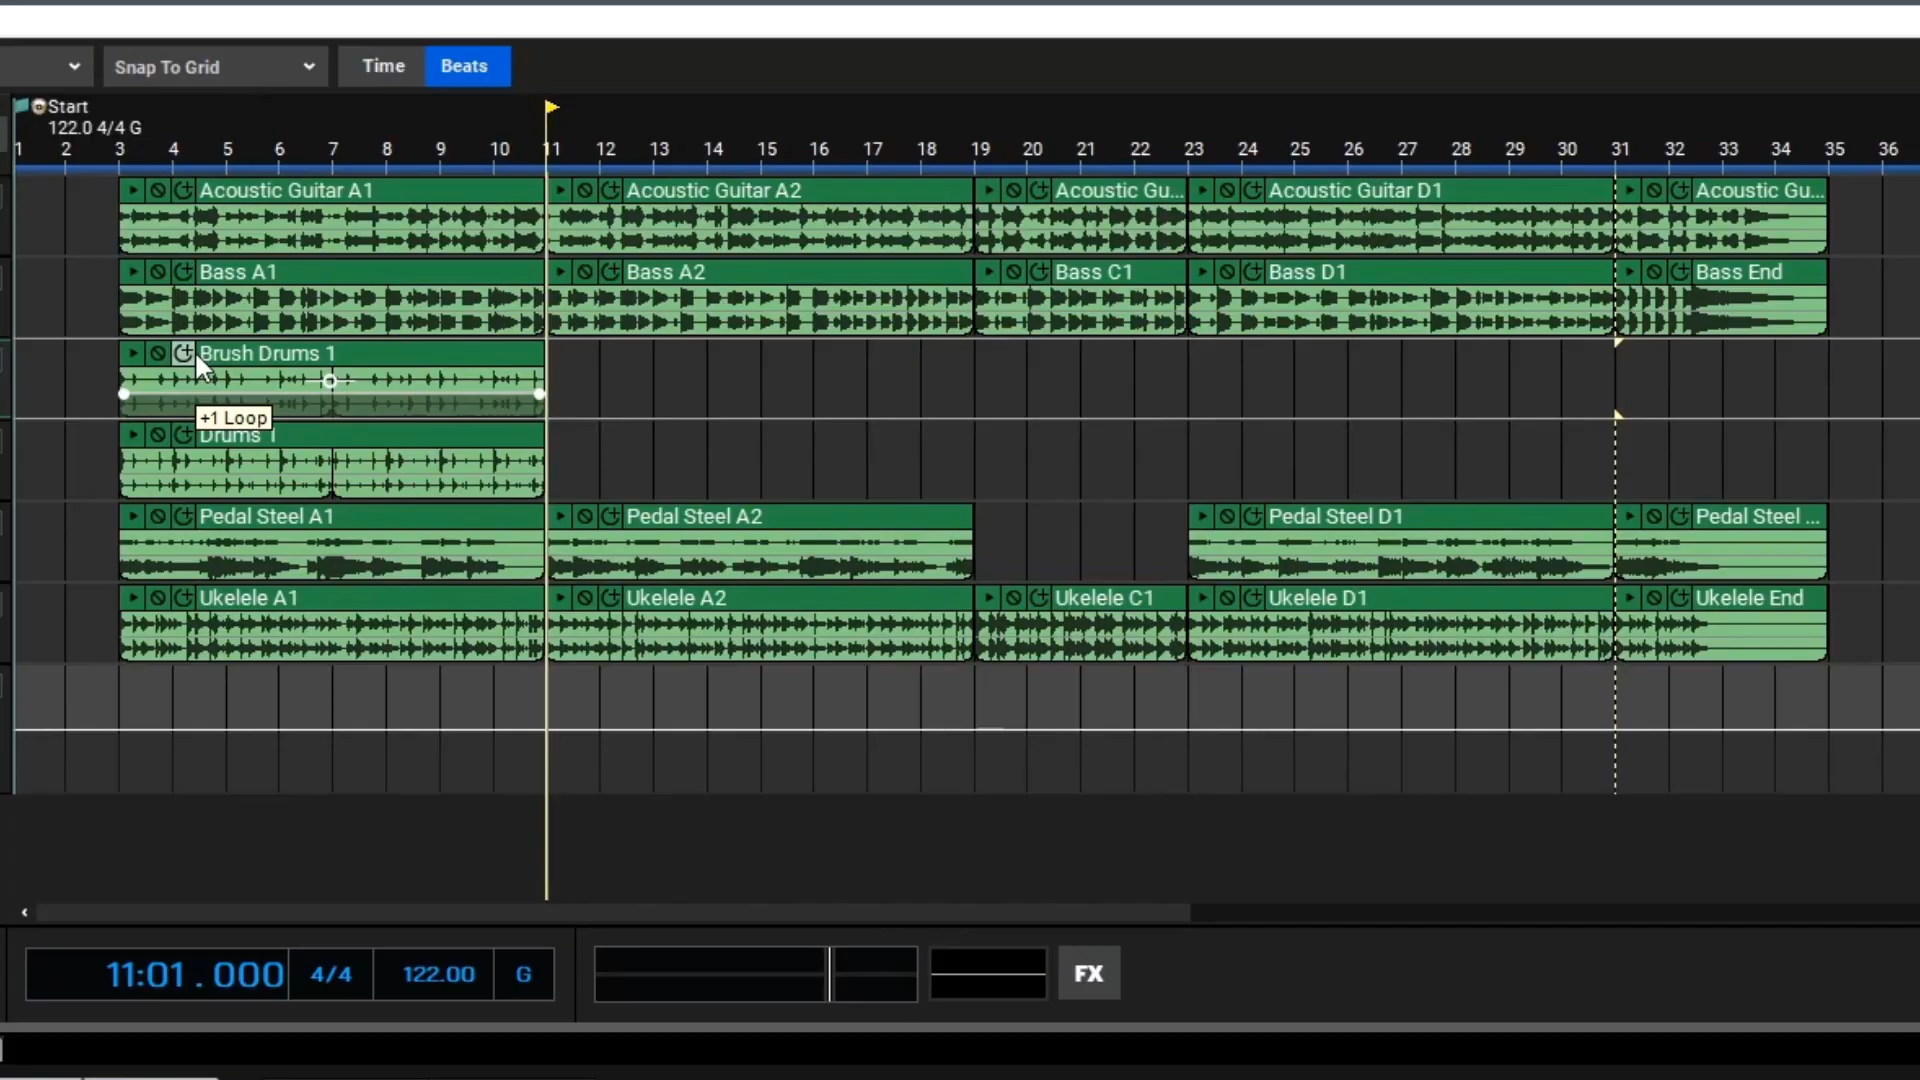 Snap To Grid Time Beats
Start
122.0 4/4 G
1 2 3 4 5 6 7 8 9 10 11 12 13 14 15 16 17 18 19 20 21 22 23 24 25 26 27 28 29 30 31 32 33 34 35 36
Acoustic Guitar A1 Acoustic Guitar A2 Acoustic Gu... Acoustic Guitar D1 Acoustic Gu...
Bass A1 Bass A2 Bass C1 Bass D1 Bass End
Brush Drums 1
+1 Loop
Drums 1
Pedal Steel A1 Pedal Steel A2 Pedal Steel D1 Pedal Steel ...
Ukelele A1 Ukelele A2 Ukelele C1 Ukelele D1 Ukelele End
11:01 . 000 4/4 122.00 G FX